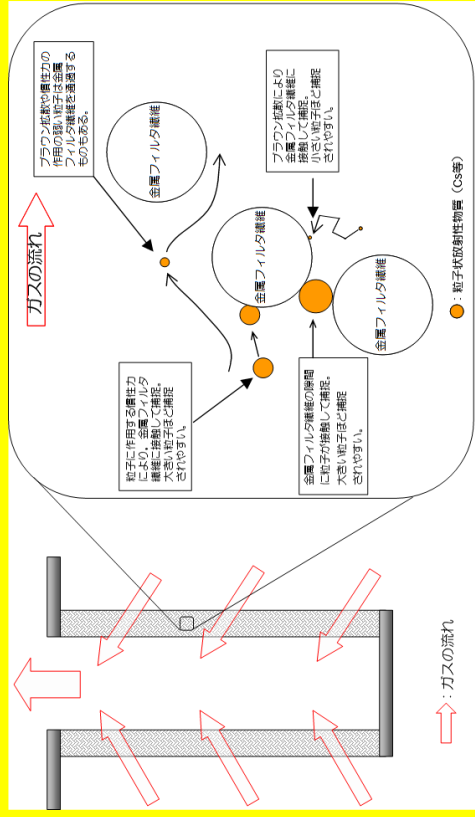 ガスの流れ
ブラウン拡散や慣性力の
作用の弱い粒子は金属
フィルタ繊維を通過する
ものもある。
金属フィルタ繊維
粒子に作用する慣性力
により、金属フィルタ
繊維に接触して捕捉。
大きい粒子ほど捕捉
されやすい。
金属フィルタ繊維
ブラウン拡散により
金属フィルタ繊維に
接触して捕捉。
小さい粒子ほど捕捉
されやすい。
金属フィルタ繊維の隙間
に粒子が接触して捕捉。
大きい粒子ほど捕捉
されやすい。
金属フィルタ繊維
:粒子状放射性物質(Cs等)
:ガスの流れ